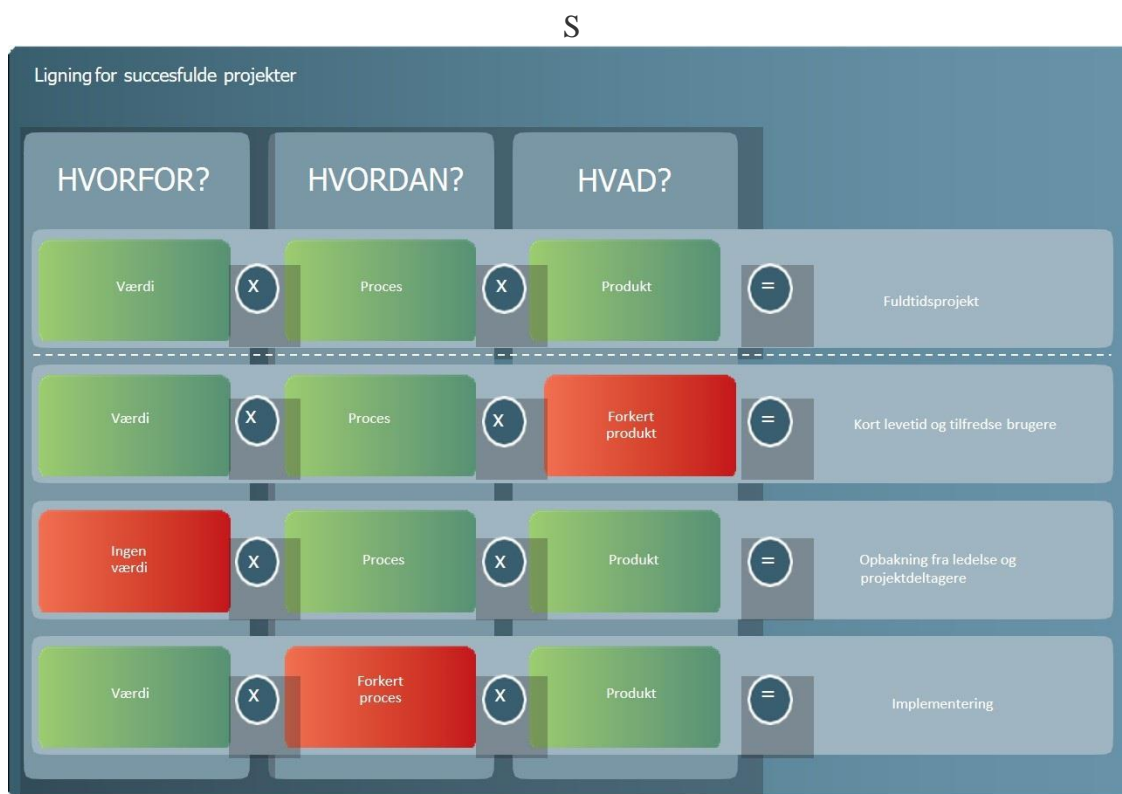 S
Ligning for succesfulde projekter
HVORFOR? HVORDAN? HVAD?
Værdi x Proces x Produkt = Fuldtidsprojekt
Værdi x Proces x Forkert
produkt = Kort levetid og tilfredse brugere
Ingen
værdi x Proces x Produkt = Opbakning fra ledelse og
projektdeltagere
Værdi x Forkert
proces x Produkt = Implementering